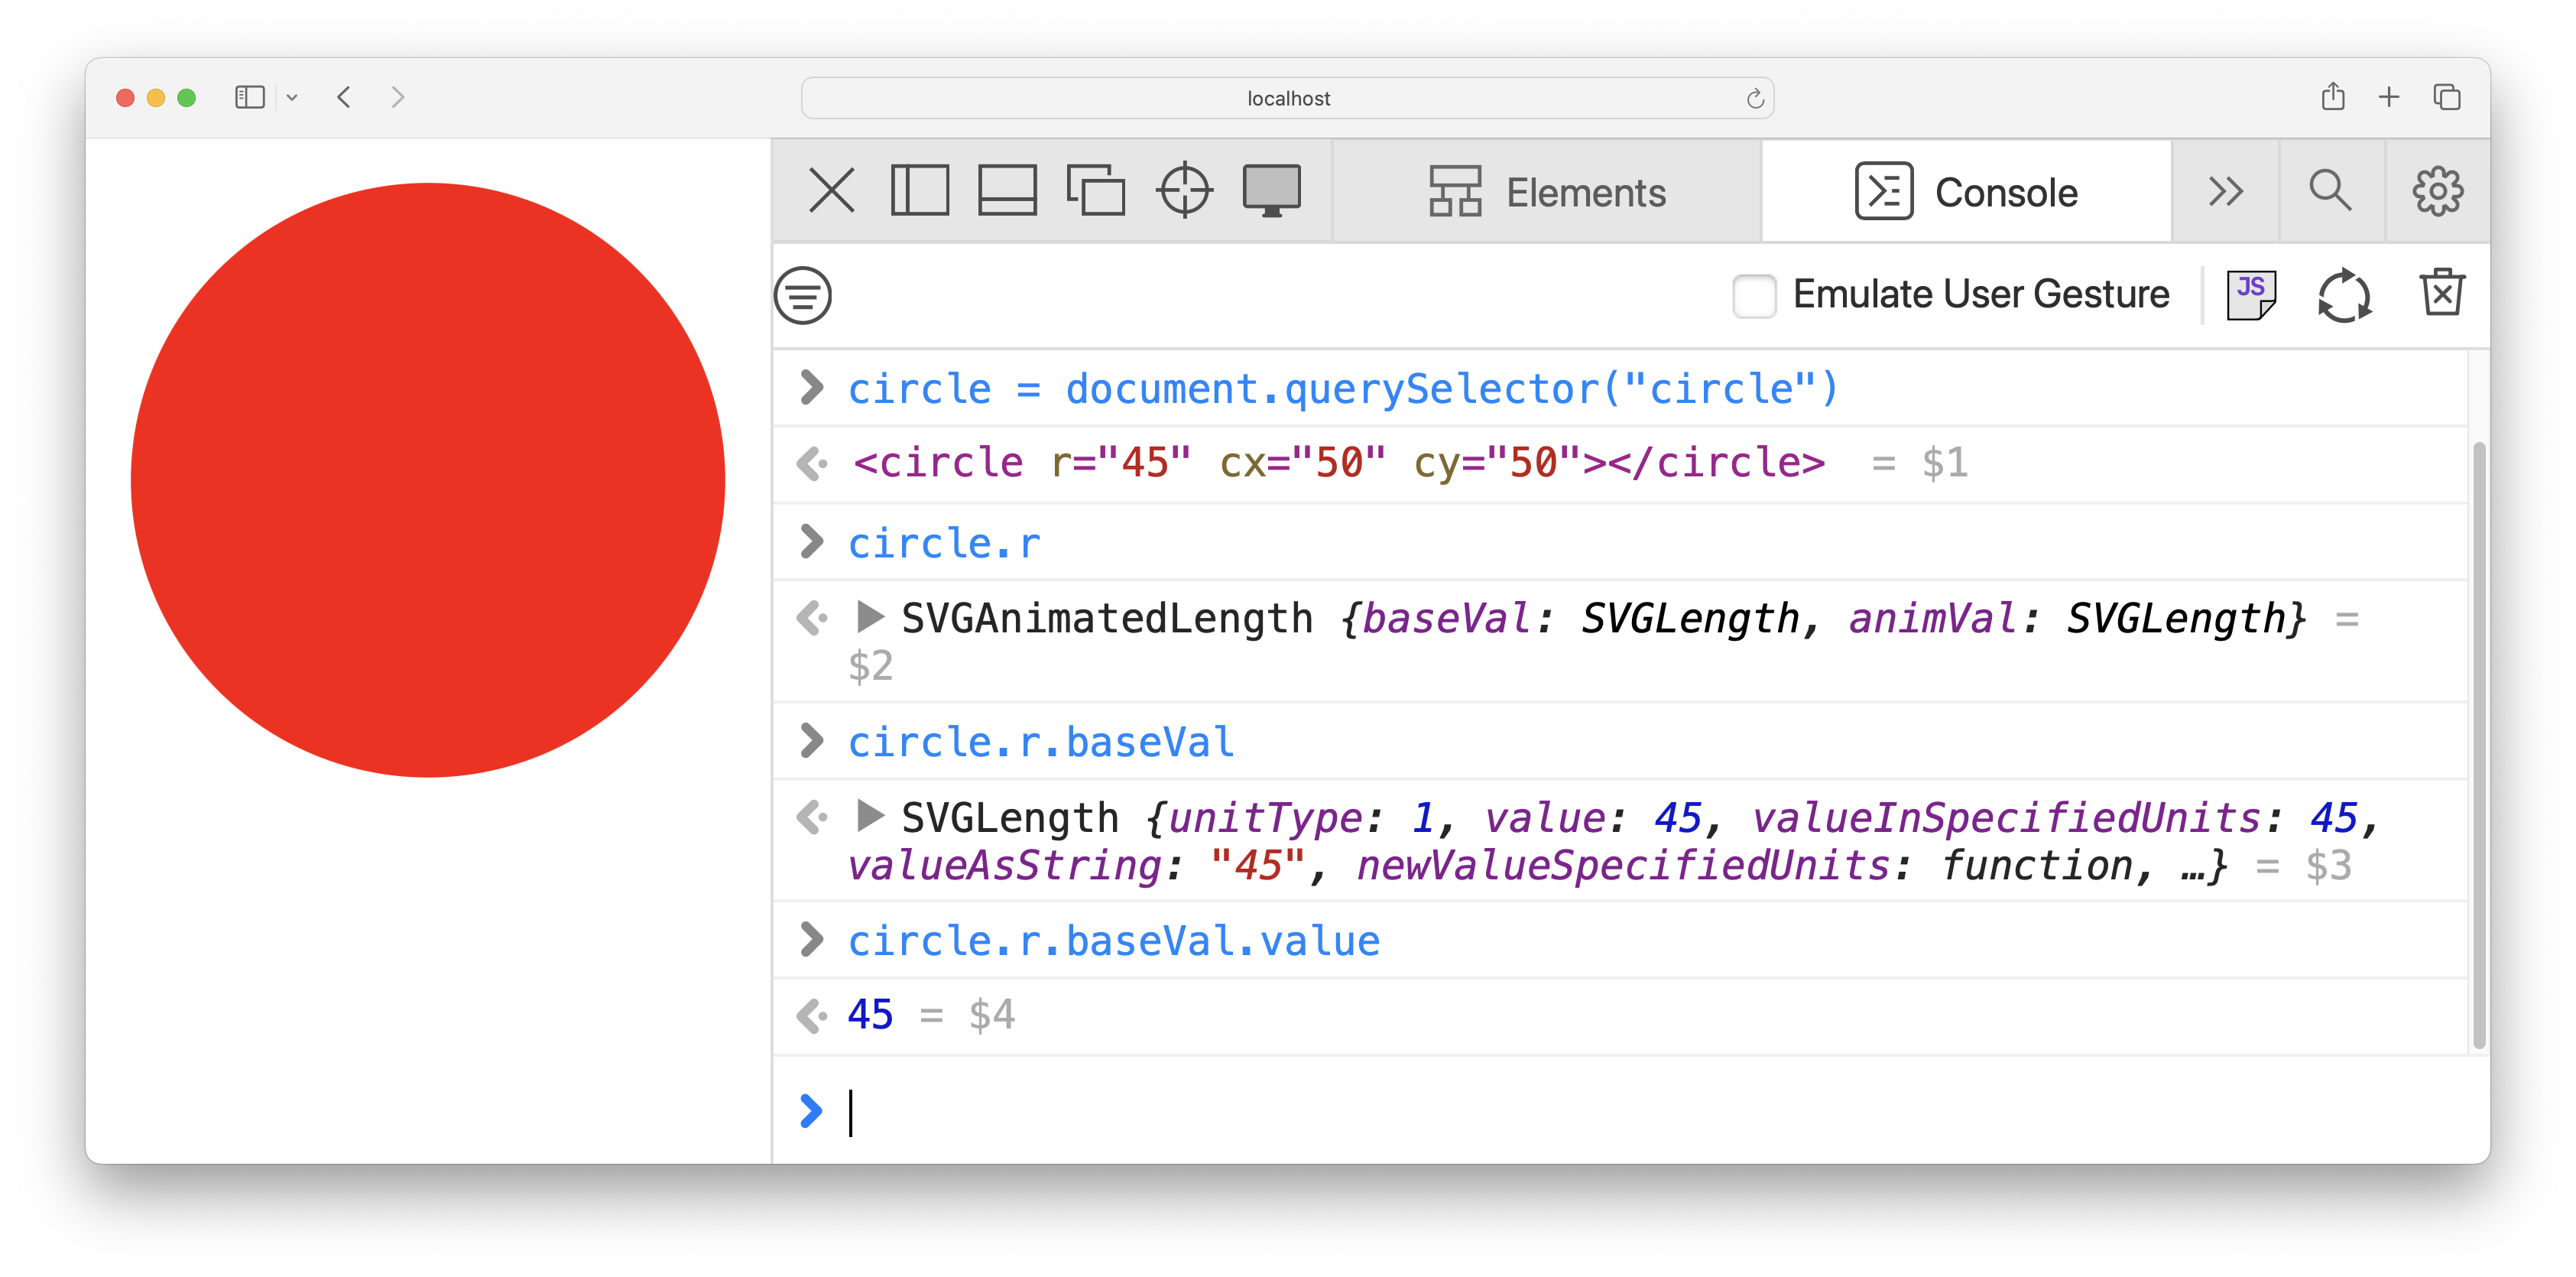 localhost
Elements
Console
Emulate User Gesture
JS
circle = document.querySelector("circle")
<circle r="45" cx="50" cy="50"></circle> = $1
circle.r
SVGAnimatedLength {baseVal: SVGLength, animVal: SVGLength} =
$2
circle.r.baseVal
SVGLength {unitType: 1, value: 45, valueInSpecifiedUnits: 45,
valueAsString: "45", newValueSpecifiedUnits: function, …} = $3
circle.r.baseVal.value
45 = $4